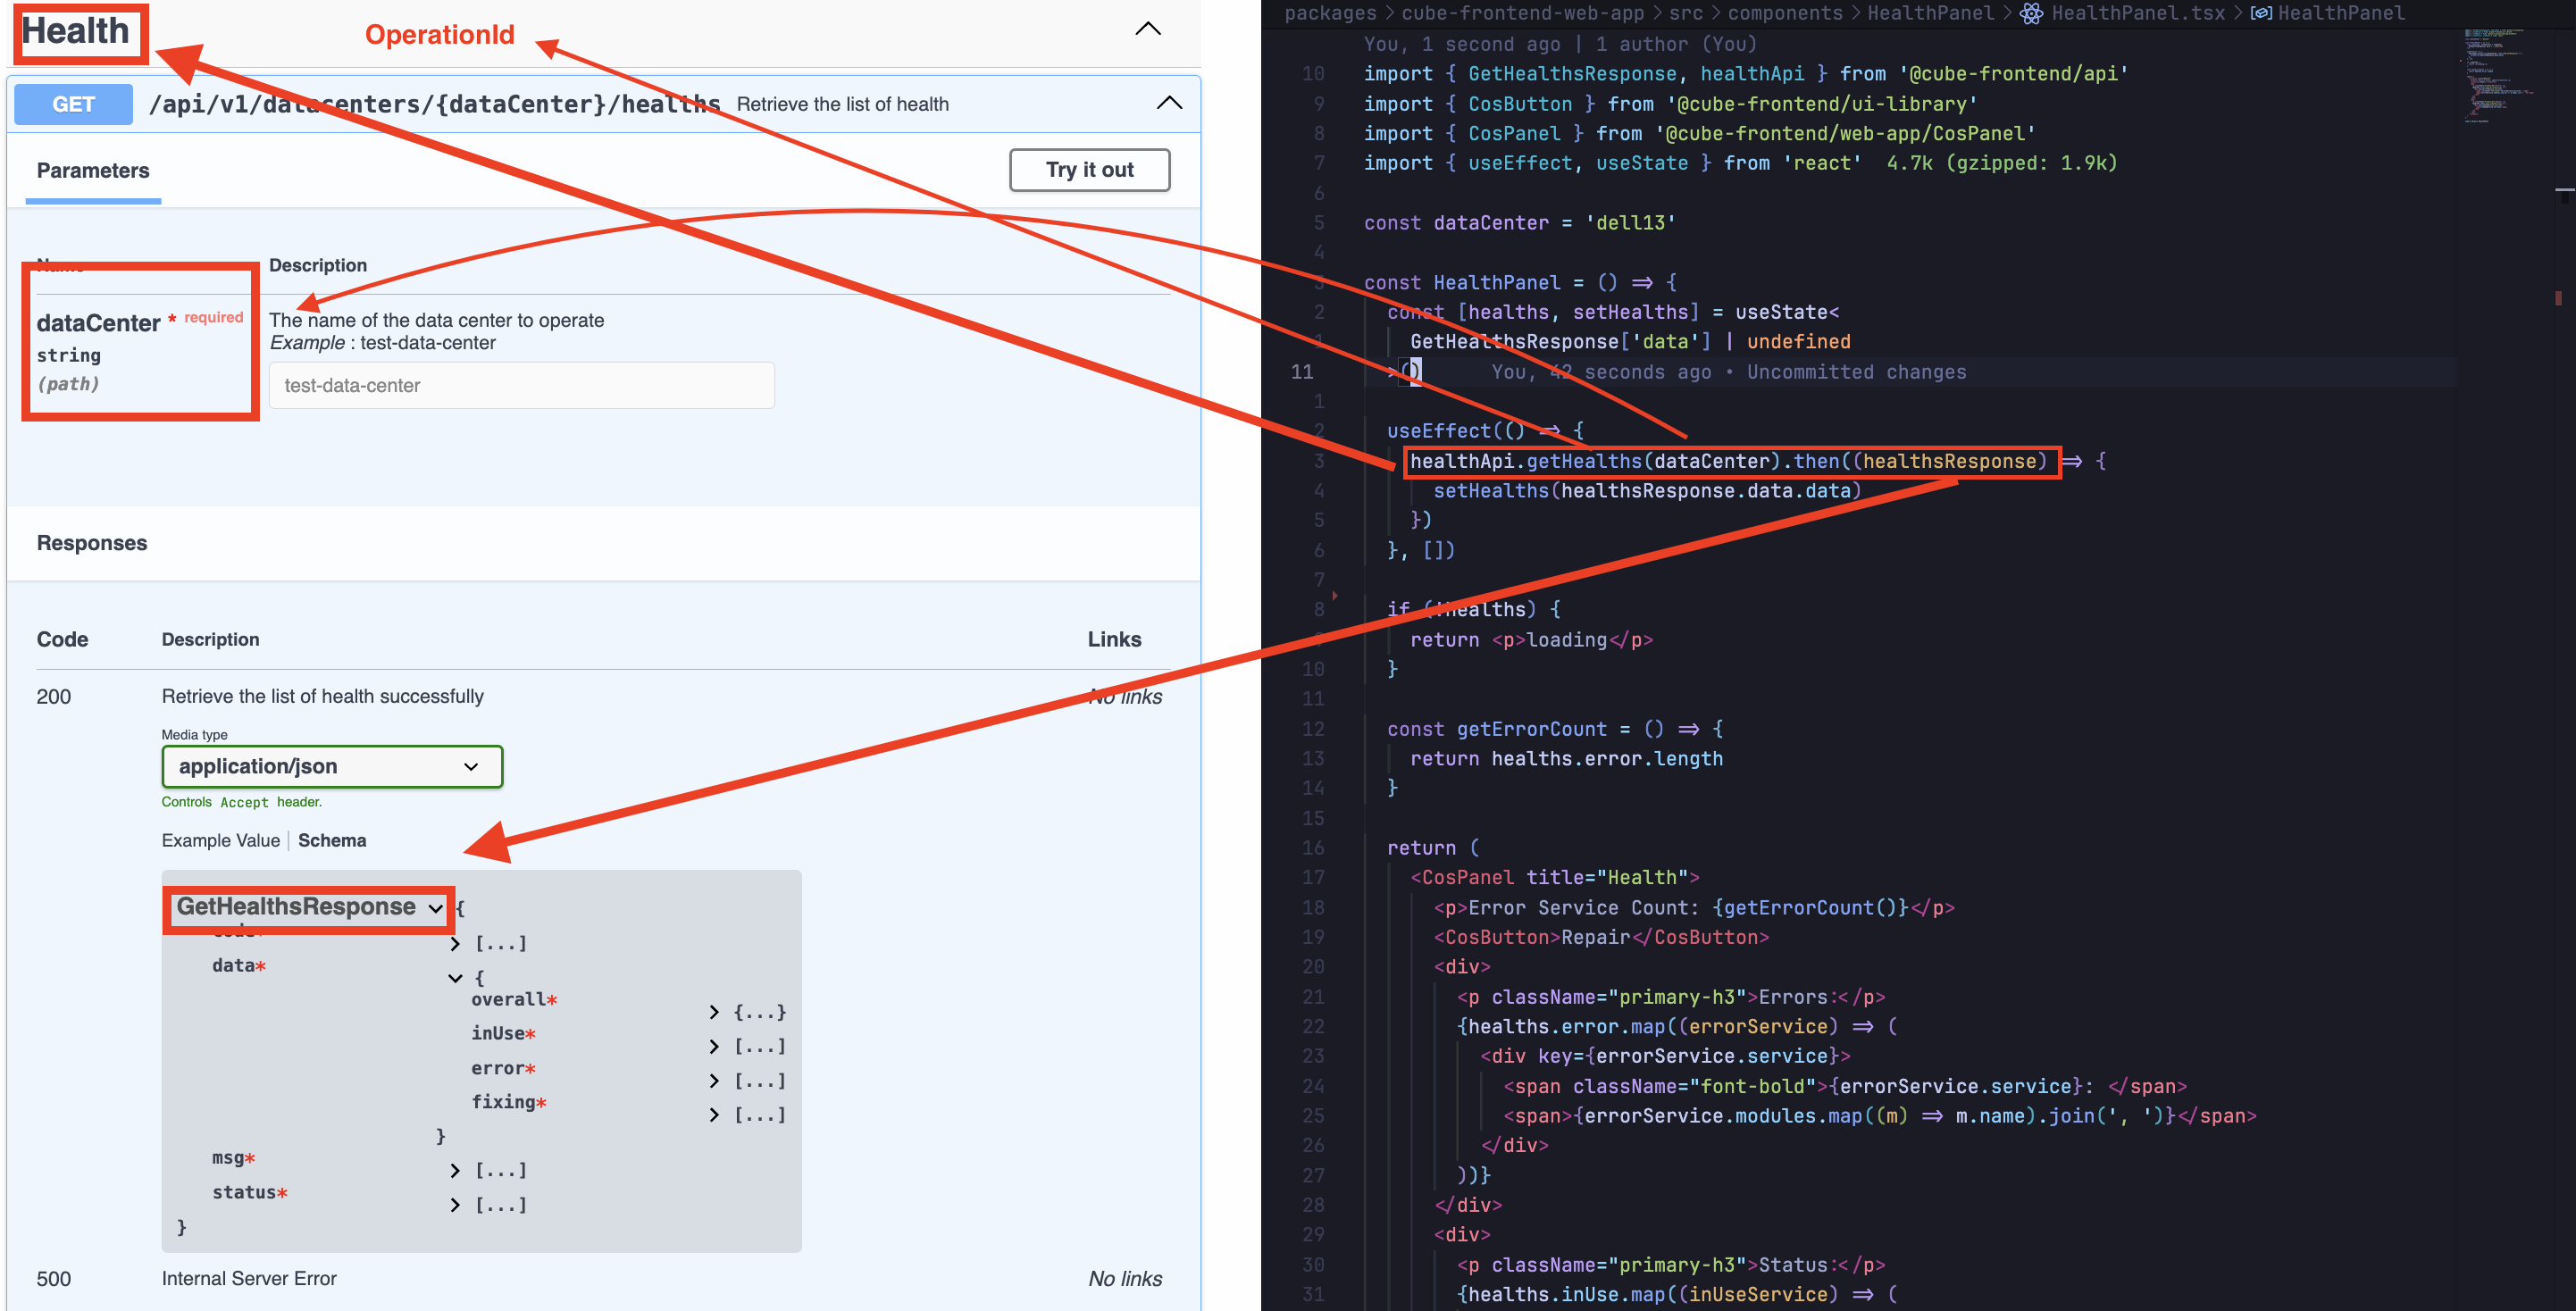 Health
OperationId
GET /api/v1/datacenters/{dataCenter}/healths Retrieve the list of health
Parameters
Try it out
Name Description
dataCenter * required
string
(path)
The name of the data center to operate
Example : test-data-center
test-data-center
Responses
Code Description Links
200 Retrieve the list of health successfully No links
Media type
application/json
Controls Accept header.
Example Value | Schema
GetHealthsResponse {
code* [...]
data* {
overall* {...}
inUse* [...]
error* [...]
fixing* [...]
}
msg* [...]
status* [...]
}
500 Internal Server Error No links
packages > cube-frontend-web-app > src > components > HealthPanel > HealthPanel.tsx > HealthPanel
You, 1 second ago | 1 author (You)
10 import { GetHealthsResponse, healthApi } from '@cube-frontend/api'
9 import { CosButton } from '@cube-frontend/ui-library'
8 import { CosPanel } from '@cube-frontend/web-app/CosPanel'
7 import { useEffect, useState } from 'react' 4.7k (gzipped: 1.9k)
6
5 const dataCenter = 'dell13'
4
3 const HealthPanel = () => {
2 const [healths, setHealths] = useState<
1 GetHealthsResponse['data'] | undefined
11 >() You, 42 seconds ago • Uncommitted changes
1
2 useEffect(() => {
3 healthApi.getHealths(dataCenter).then((healthsResponse) => {
4 setHealths(healthsResponse.data.data)
5 })
6 }, [])
7
8 if (!healths) {
9 return <p>loading</p>
10 }
11
12 const getErrorCount = () => {
13 return healths.error.length
14 }
15
16 return (
17 <CosPanel title="Health">
18 <p>Error Service Count: {getErrorCount()}</p>
19 <CosButton>Repair</CosButton>
20 <div>
21 <p className="primary-h3">Errors:</p>
22 {healths.error.map((errorService) => (
23 <div key={errorService.service}>
24 <span className="font-bold">{errorService.service}: </span>
25 <span>{errorService.modules.map((m) => m.name).join(', ')}</span>
26 </div>
27 ))}
28 </div>
29 <div>
30 <p className="primary-h3">Status:</p>
31 {healths.inUse.map((inUseService) => (